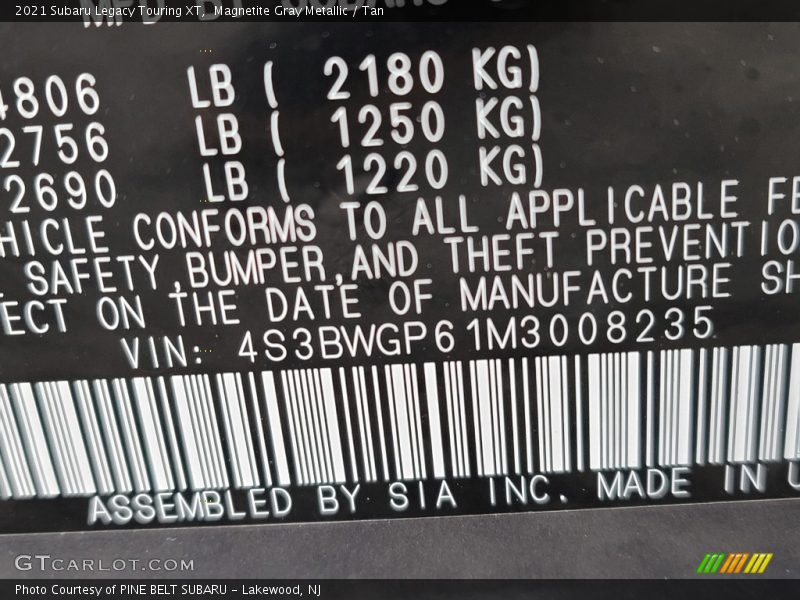 2021 Subaru Legacy Touring XT, Magnetite Gray Metallic / Tan
4806 LB ( 2180 KG)
2756 LB ( 1250 KG)
2690 LB ( 1220 KG)
HICLE CONFORMS TO ALL APPLICABLE FE
SAFETY,BUMPER,AND THEFT PREVENTIO
ECT ON THE DATE OF MANUFACTURE SH
VIN: 4S3BWGP61M3008235
ASSEMBLED BY SIA INC. MADE IN U
GTCARLOT.COM
Photo Courtesy of PINE BELT SUBARU – Lakewood, NJ